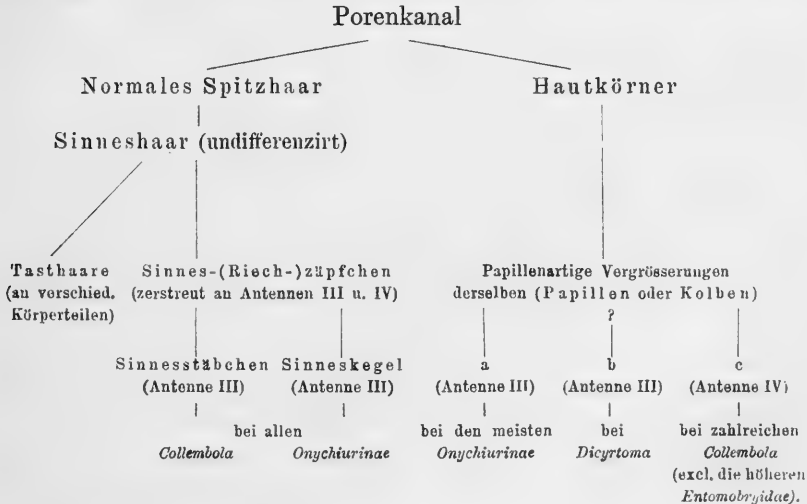 Porenkanal
Normales Spitzhaar Hautkörner
Sinneshaar (undifferenzirt)
Tasthaare Sinnes-(Riech-)zäpfchen Papillenartige Vergrösserungen
(an verschied. (zerstreut an Antennen III u. IV) derselben (Papillen oder Kolben)
Körperteilen) ?
Sinnesstäbchen Sinneskegel a b c
(Antenne III) (Antenne III) (Antenne III) (Antenne III) (Antenne IV)
bei allen bei den meisten bei bei zahlreichen
Collembola Onychiurinae Onychiurinae Dicyrtoma Collembola
(excl. die höheren
Entomobryidae).